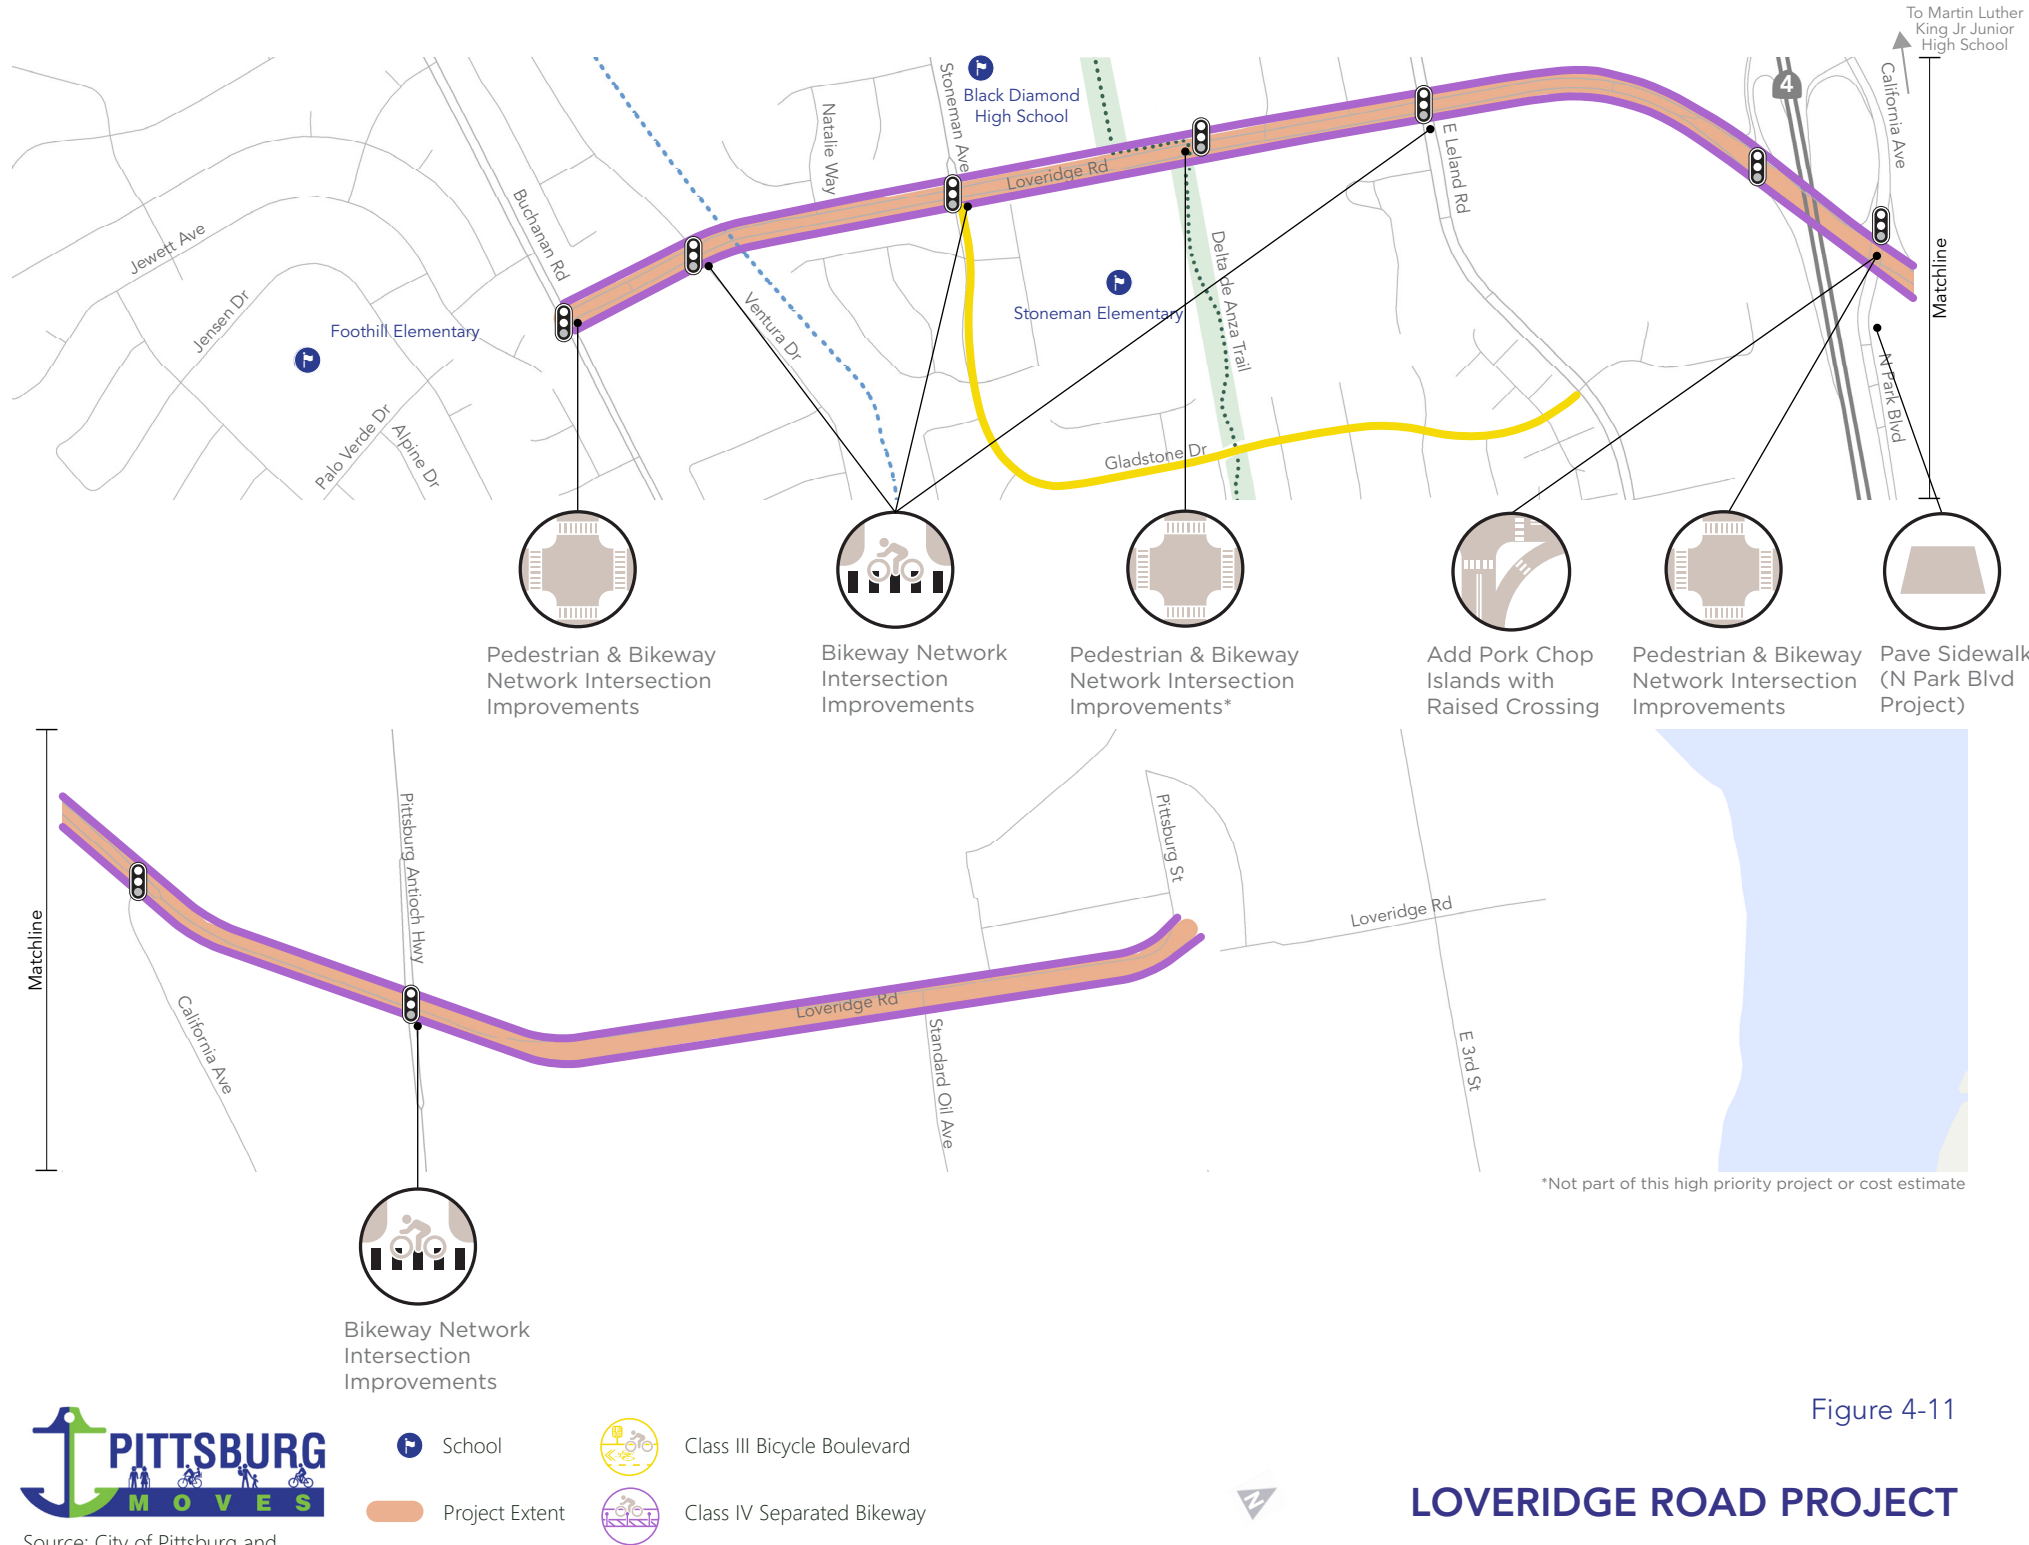 To Martin Luther
King Jr Junior
High School
4
California Ave
Stoneman Ave
Black Diamond
High School
Natalie Way
E Leland Rd
Loveridge Rd
Buchanan Rd
Jewett Ave
Delta de Anza Trail
Matchline
Stoneman Elementary
Ventura Dr
Jensen Dr
Foothill Elementary
N Park Blvd
Palo Verde Dr
Alpine Dr
Gladstone Dr
Pedestrian & Bikeway
Network Intersection
Improvements
Bikeway Network
Intersection
Improvements
Pedestrian & Bikeway
Network Intersection
Improvements*
Add Pork Chop
Islands with
Raised Crossing
Pedestrian & Bikeway
Network Intersection
Improvements
Pave Sidewalk
(N Park Blvd
Project)
Pittsburg Antioch Hwy
Pittsburg St
Loveridge Rd
Matchline
Loveridge Rd
California Ave
Standard Oil Ave
E 3rd St
*Not part of this high priority project or cost estimate
Bikeway Network
Intersection
Improvements
Figure 4-11
PITTSBURG
MOVES
School
Class III Bicycle Boulevard
Project Extent
Class IV Separated Bikeway
N
LOVERIDGE ROAD PROJECT
Source: City of Pittsburg and